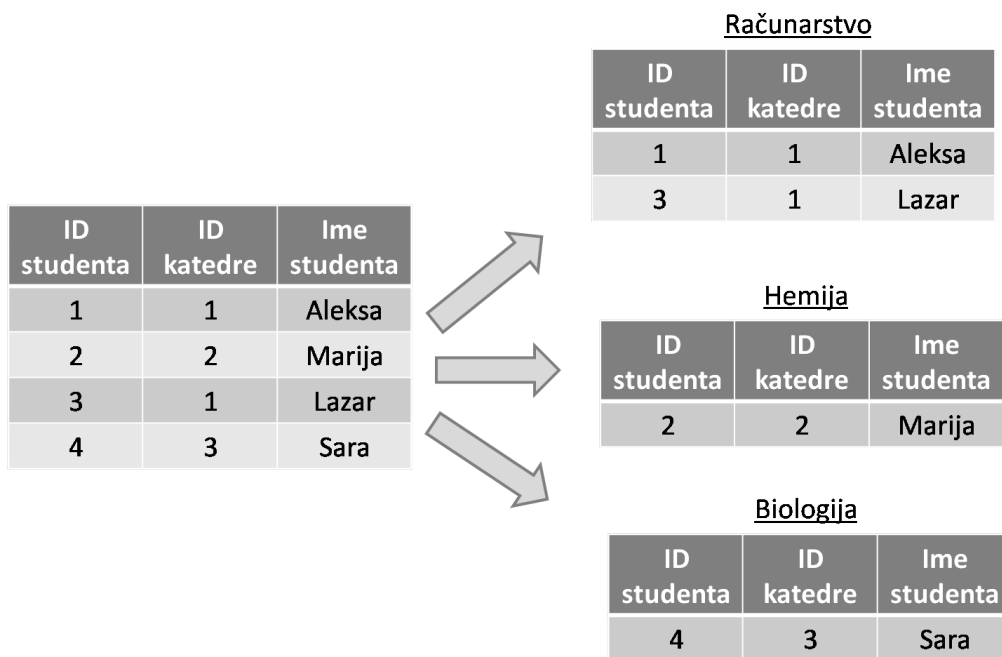 ID studenta ID katedre Ime studenta
1 1 Aleksa
2 2 Marija
3 1 Lazar
4 3 Sara
Računarstvo
ID studenta ID katedre Ime studenta
1 1 Aleksa
3 1 Lazar
Hemija
ID studenta ID katedre Ime studenta
2 2 Marija
Biologija
ID studenta ID katedre Ime studenta
4 3 Sara